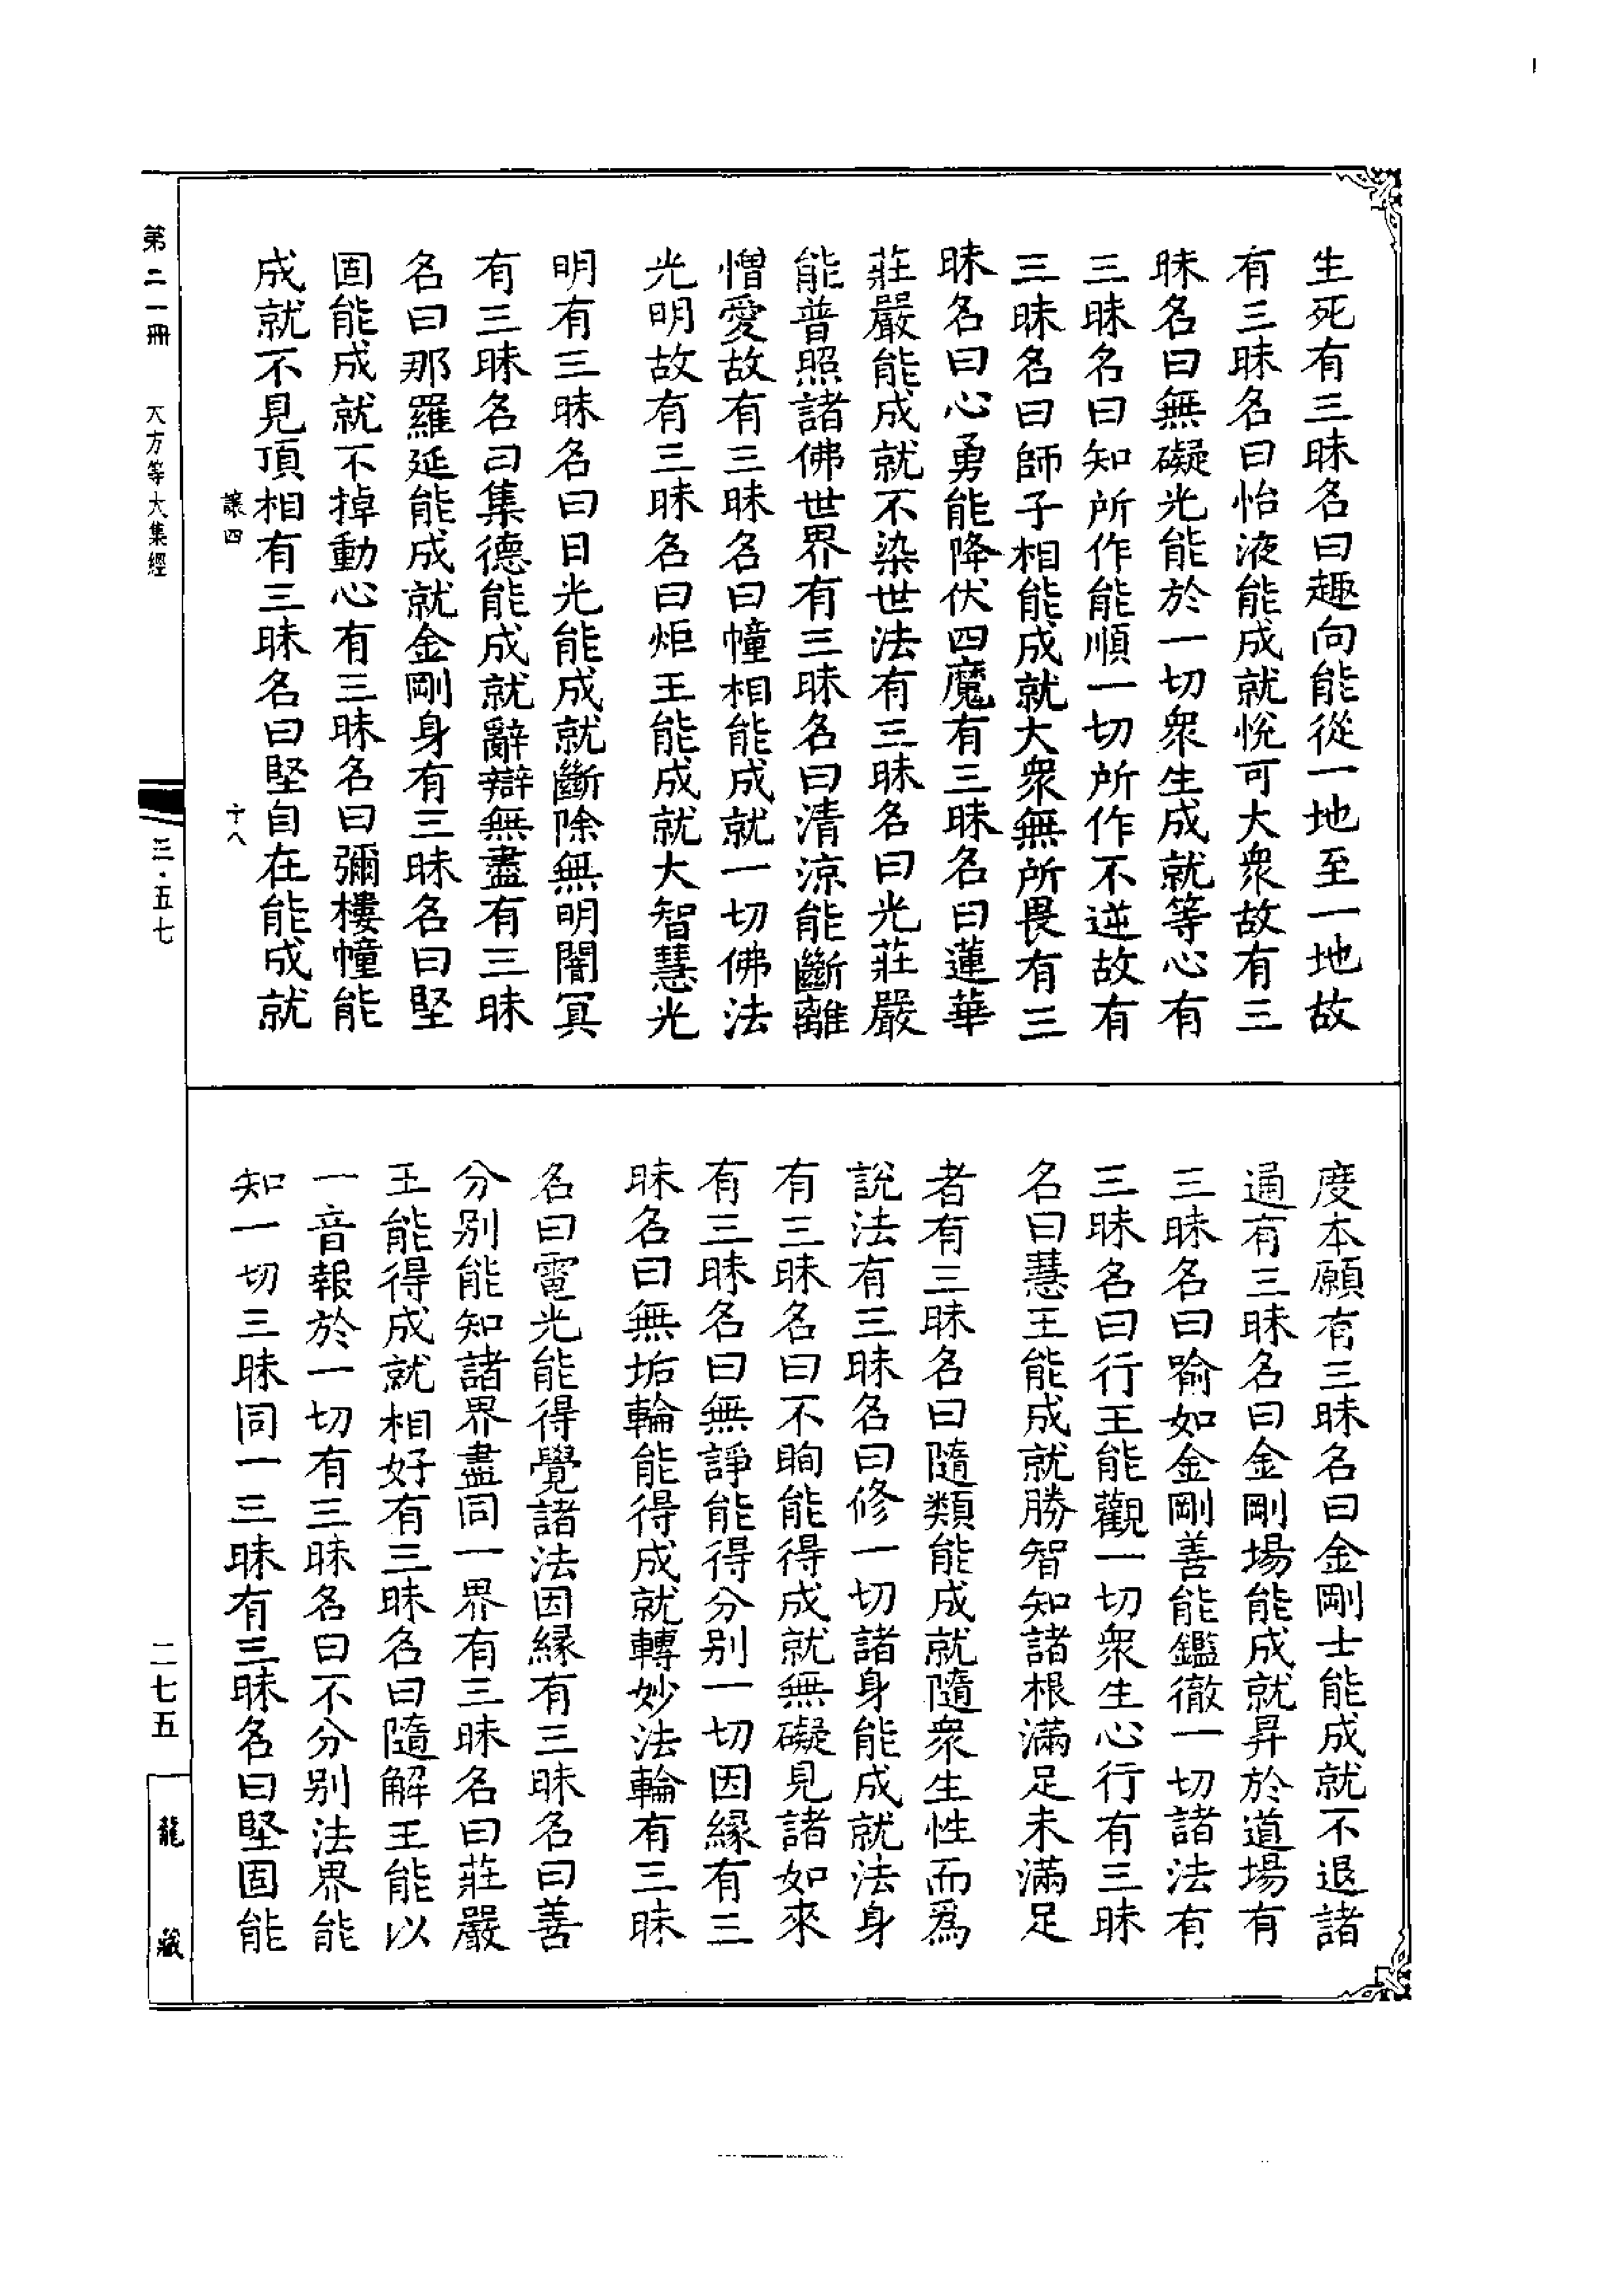 生死有三昧名曰趣向能從一地至一地故
有三昧名曰怡液能成就悅可大衆故有三
昧名曰無礙光能於一切衆生成就等心有
三昧名曰知所作能順一切所作不逆故有
三昧名曰師子相能成就大衆無所畏有三
昧名曰心勇能降伏四魔有三昧名曰蓮華
莊嚴能成就不染世法有三昧名曰光莊嚴
能普照諸佛世界有三昧名曰清涼能斷離
憎愛故有三昧名曰幢相能成就一切佛法
光明故有三昧名曰炬王能成就大智慧光
明有三昧名曰日光能成就斷除無明闇冥
有三昧名曰集德能成就辭辯無盡有三昧
名曰那羅延能成就金剛身有三昧名曰堅
固能成就不掉動心有三昧名曰彌樓幢能
成就不見頂相有三昧名曰堅自在能成就
度本願有三昧名曰金剛士能成就不退諸
通有三昧名曰金剛場能成就昇於道場有
三昧名曰喻如金剛善能鑑徹一切諸法有
三昧名曰行王能觀一切衆生心行有三昧
名曰慧王能成就勝智知諸根滿足未滿足
者有三昧名曰隨類能成就隨衆生性而爲
說法有三昧名曰修一切諸身能成就法身
有三昧名曰不眴能得成就無礙見諸如來
有三昧名曰無諍能得分別一切因緣有三
昧名曰無垢輪能得成就轉妙法輪有三昧
名曰電光能得覺諸法因緣有三昧名曰善
分別能知諸界盡同一界有三昧名曰莊嚴
王能得成就相好有三昧名曰隨解王能以
一音報於一切有三昧名曰不分別法界能
知一切三昧同一三昧有三昧名曰堅固能
讓四
十八
第二一冊
大方等大集經
三·五七
二七五
龍藏